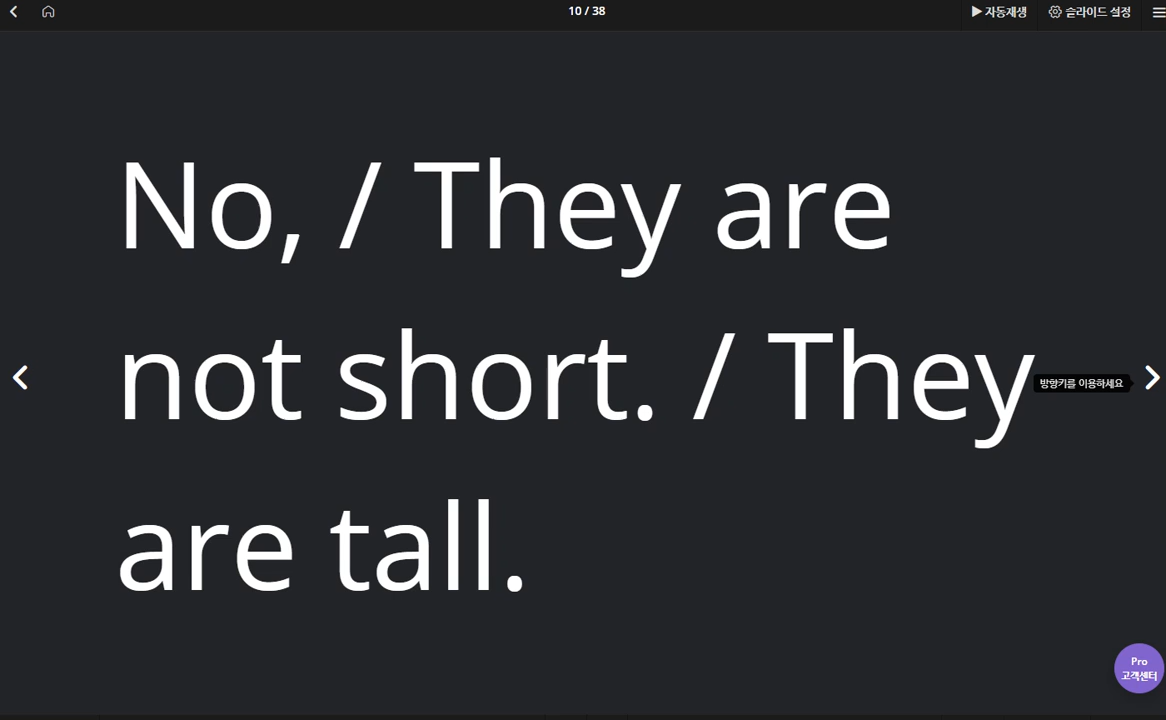 10 / 38
▶ 자동재생
슬라이드 설정
No, / They are
not short. / They
방향키를 이용하세요
are tall.
Pro
고객센터